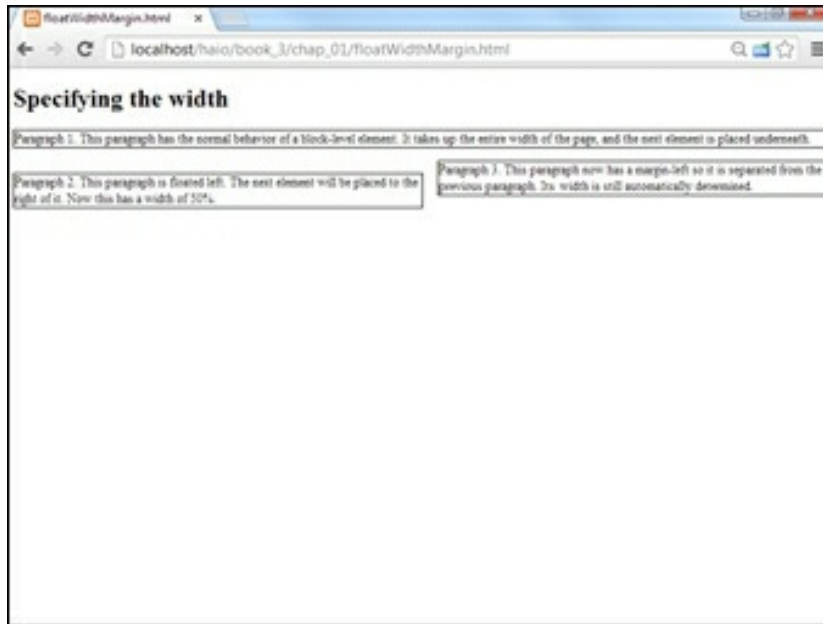 floatWidthMargin.html
localhost/haio/book_3/chap_01/floatWidthMargin.html
Specifying the width
Paragraph 1. This paragraph has the normal behavior of a block-level element. It takes up the entire width of the page, and the next element is placed underneath.
Paragraph 2. This paragraph is floated left. The next element will be placed to the
right of it. Now this has a width of 50%.
Paragraph 3. This paragraph now has a margin-left so it is separated from the
previous paragraph. Its width is still automatically determined.